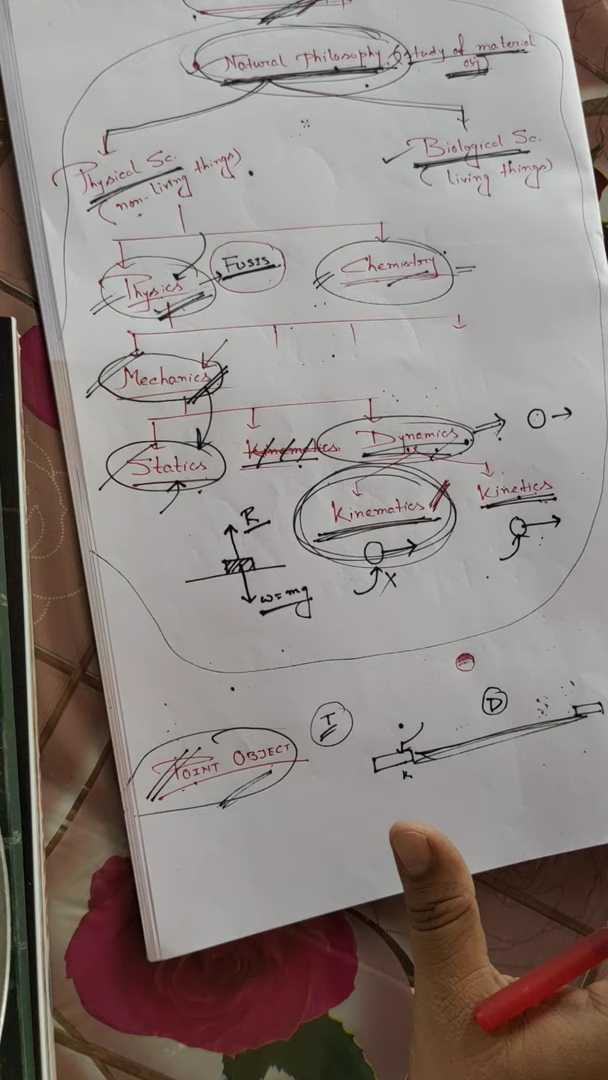 Natural Philosophy (study of material obj)
Physical Sc.
(non-living things)
Biological Sc.
(living things)
Physics
FUSIS
Chemistry
Mechanics
Statics
Kinematics
Dynamics
Kinematics
Kinetics
R
w=mg
X
POINT OBJECT
I
D
K